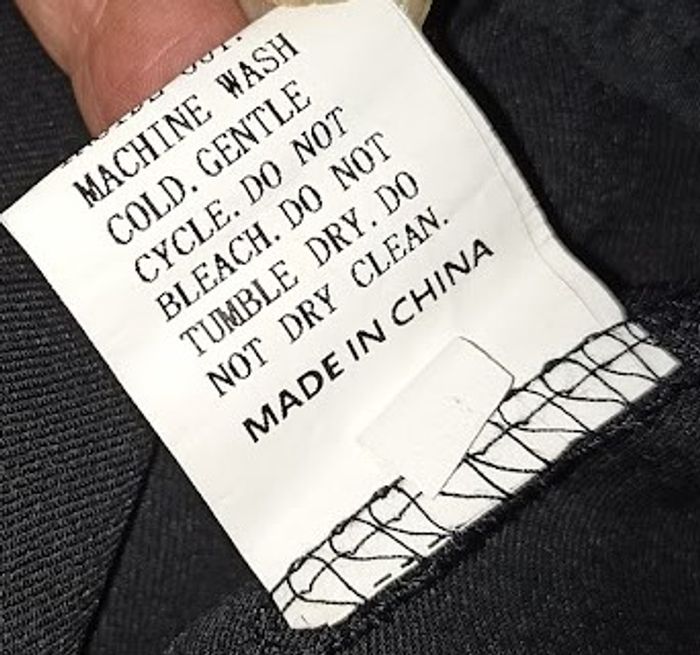 MACHINE WASH
COLD. GENTLE
CYCLE. DO NOT
BLEACH. DO NOT
TUMBLE DRY. DO
NOT DRY CLEAN.
MADE IN CHINA